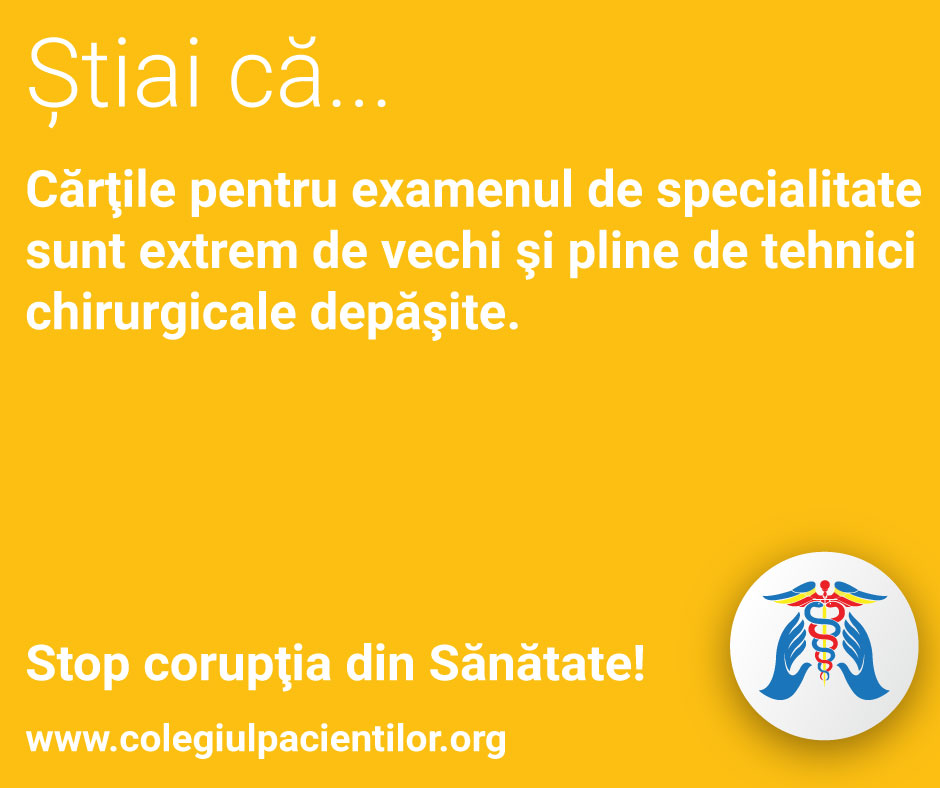 Știai că...
Cărţile pentru examenul de specialitate
sunt extrem de vechi şi pline de tehnici
chirurgicale depăşite.
Stop corupţia din Sănătate!
www.colegiulpacientilor.org